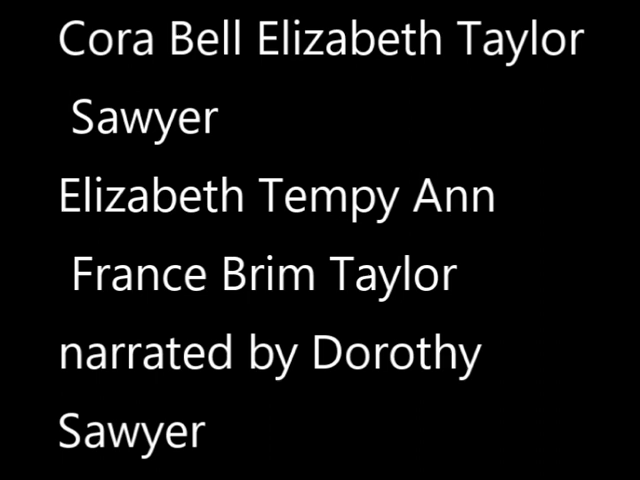 Cora Bell Elizabeth Taylor
Sawyer
Elizabeth Tempy Ann
France Brim Taylor
narrated by Dorothy
Sawyer